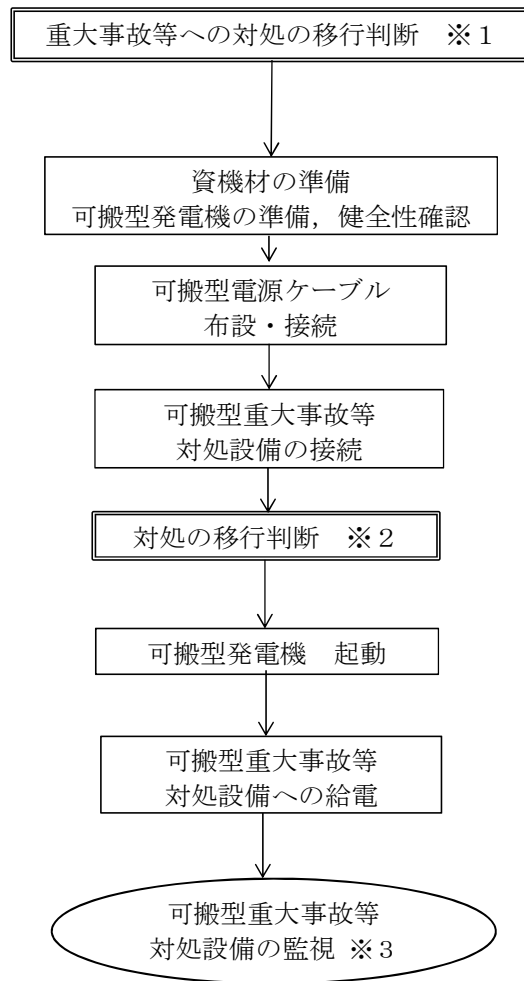 重大事故等への対処の移行判断　※１
資機材の準備
可搬型発電機の準備，健全性確認
可搬型電源ケーブル
布設・接続
可搬型重大事故等
対処設備の接続
対処の移行判断　※２
可搬型発電機　起動
可搬型重大事故等
対処設備への給電
可搬型重大事故等
対処設備の監視 ※３